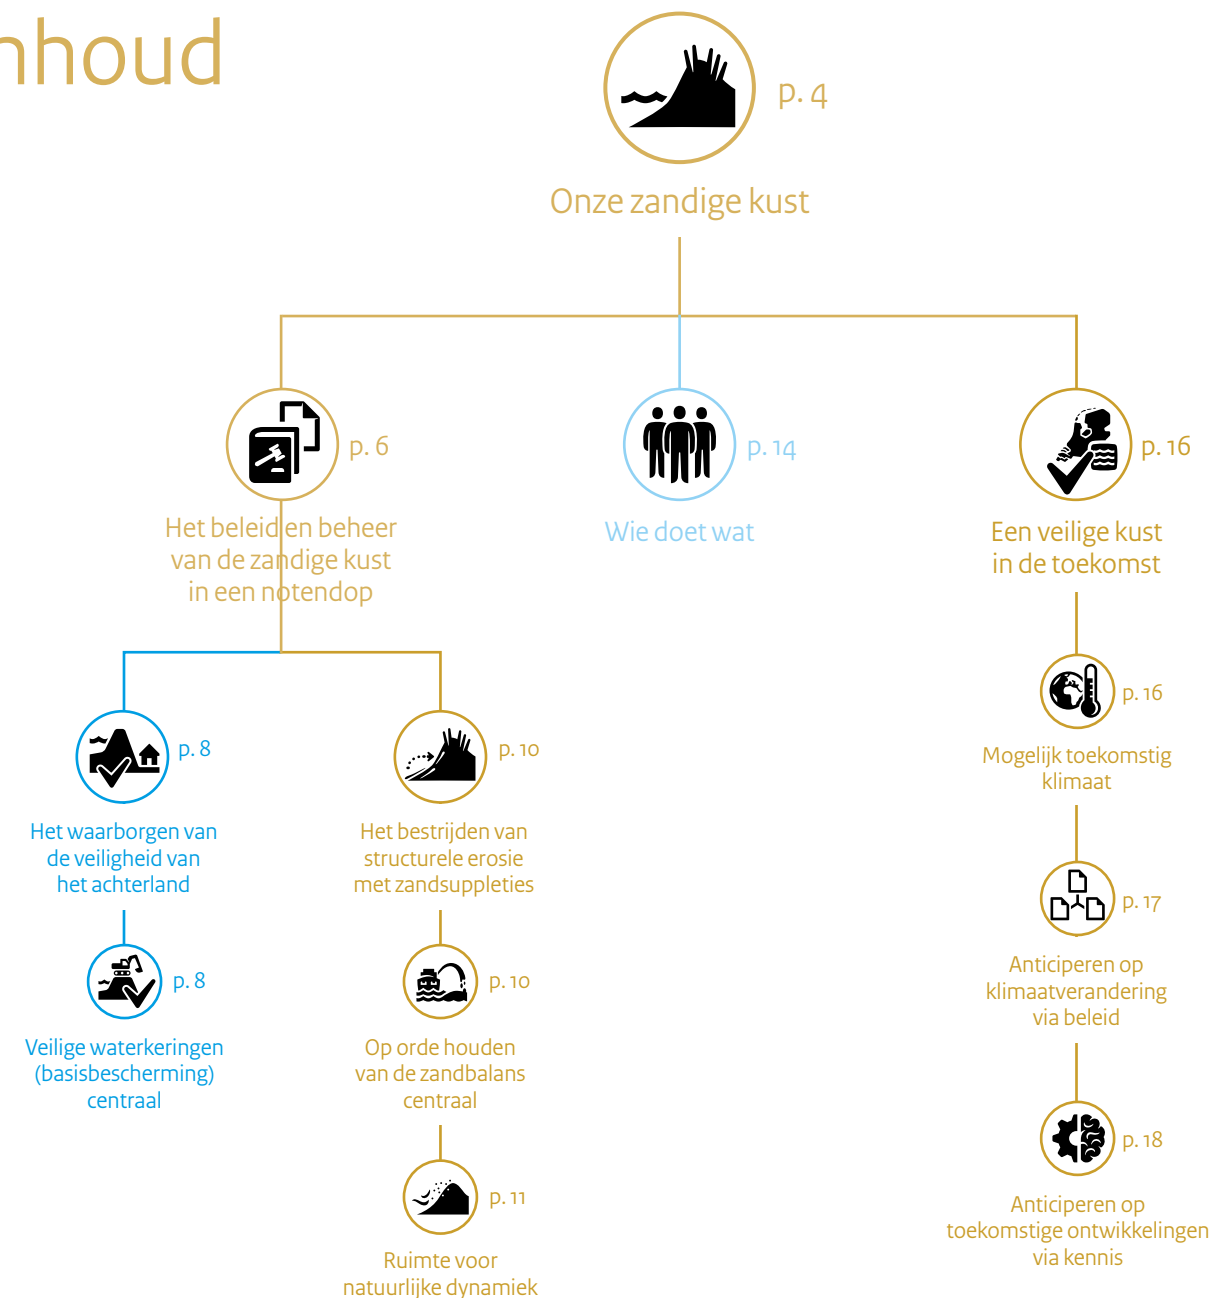 nhoud
p. 4
Onze zandige kust
p. 6
Het beleid en beheer
van de zandige kust
in een notendop
p. 14
Wie doet wat
p. 16
Een veilige kust
in de toekomst
p. 8
Het waarborgen van
de veiligheid van
het achterland
p. 8
Veilige waterkeringen
(basisbescherming)
centraal
p. 10
Het bestrijden van
structurele erosie
met zandsuppleties
p. 10
Op orde houden
van de zandbalans
centraal
p. 11
Ruimte voor
natuurlijke dynamiek
p. 16
Mogelijk toekomstig
klimaat
p. 17
Anticiperen op
klimaatverandering
via beleid
p. 18
Anticiperen op
toekomstige ontwikkelingen
via kennis